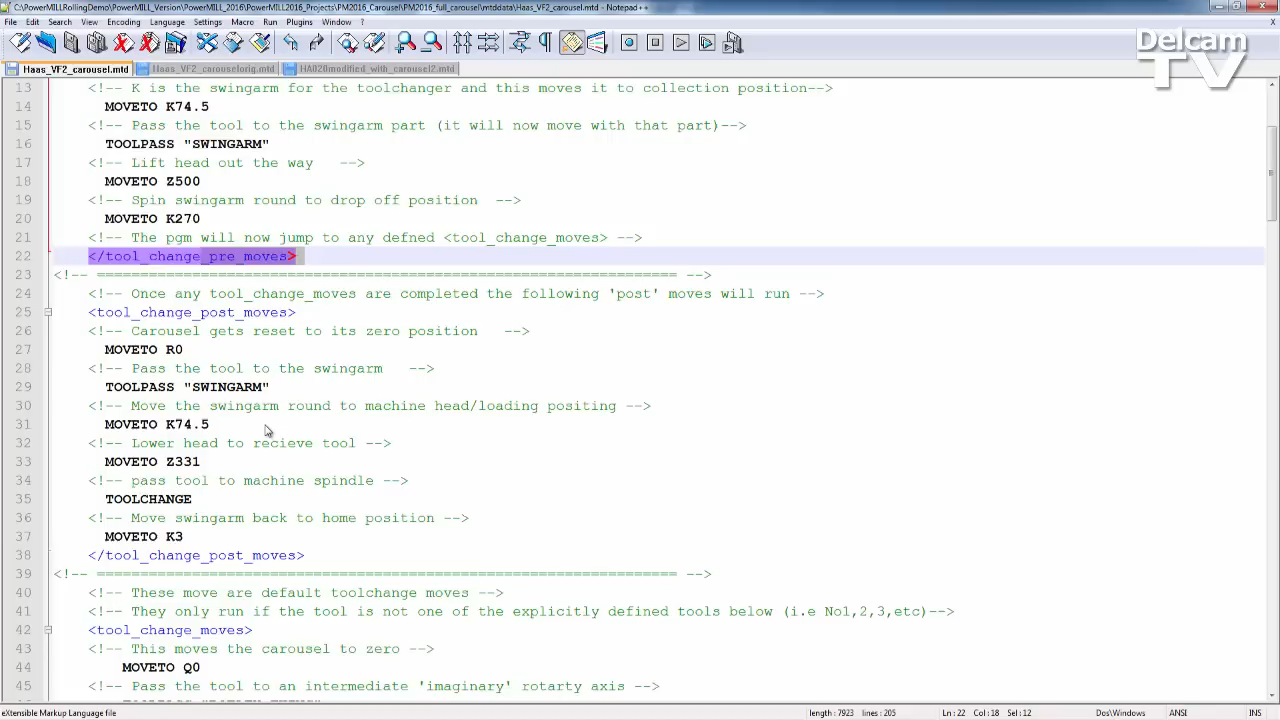 C:\PowerMILLRollingDemo\PowerMILL_Version\PowerMILL_2016\PowerMILL2016_Projects\PM2016_Carousel\PM2016_full_carousel\mtddata\Haas_VF2_carousel.mtd - Notepad++
File Edit Search View Encoding Language Settings Macro Run Plugins Window ?
Delcam
TV
Haas_VF2_carousel.mtd Haas_VF2_carouselorig.mtd HA020modified_with_carousel2.mtd
13 <!-- K is the swingarm for the toolchanger and this moves it to collection position-->
14 MOVETO K74.5
15 <!-- Pass the tool to the swingarm part (it will now move with that part)-->
16 TOOLPASS "SWINGARM"
17 <!-- Lift head out the way -->
18 MOVETO Z500
19 <!-- Spin swingarm round to drop off position -->
20 MOVETO K270
21 <!-- The pgm will now jump to any defned <tool_change_moves> -->
22 </tool_change_pre_moves>
23 <!-- =================================================================== -->
24 <!-- Once any tool_change_moves are completed the following 'post' moves will run -->
25 <tool_change_post_moves>
26 <!-- Carousel gets reset to its zero position -->
27 MOVETO R0
28 <!-- Pass the tool to the swingarm -->
29 TOOLPASS "SWINGARM"
30 <!-- Move the swingarm round to machine head/loading positing -->
31 MOVETO K74.5
32 <!-- Lower head to recieve tool -->
33 MOVETO Z331
34 <!-- pass tool to machine spindle -->
35 TOOLCHANGE
36 <!-- Move swingarm back to home position -->
37 MOVETO K3
38 </tool_change_post_moves>
39 <!-- =================================================================== -->
40 <!-- These move are default toolchange moves -->
41 <!-- They only run if the tool is not one of the explicitly defined tools below (i.e No1,2,3,etc)-->
42 <tool_change_moves>
43 <!-- This moves the carousel to zero -->
44 MOVETO Q0
45 <!-- Pass the tool to an intermediate 'imaginary' rotarty axis -->
eXtensible Markup Language file length : 7923 lines : 205 Ln : 22 Col : 18 Sel : 12 Dos\Windows ANSI INS